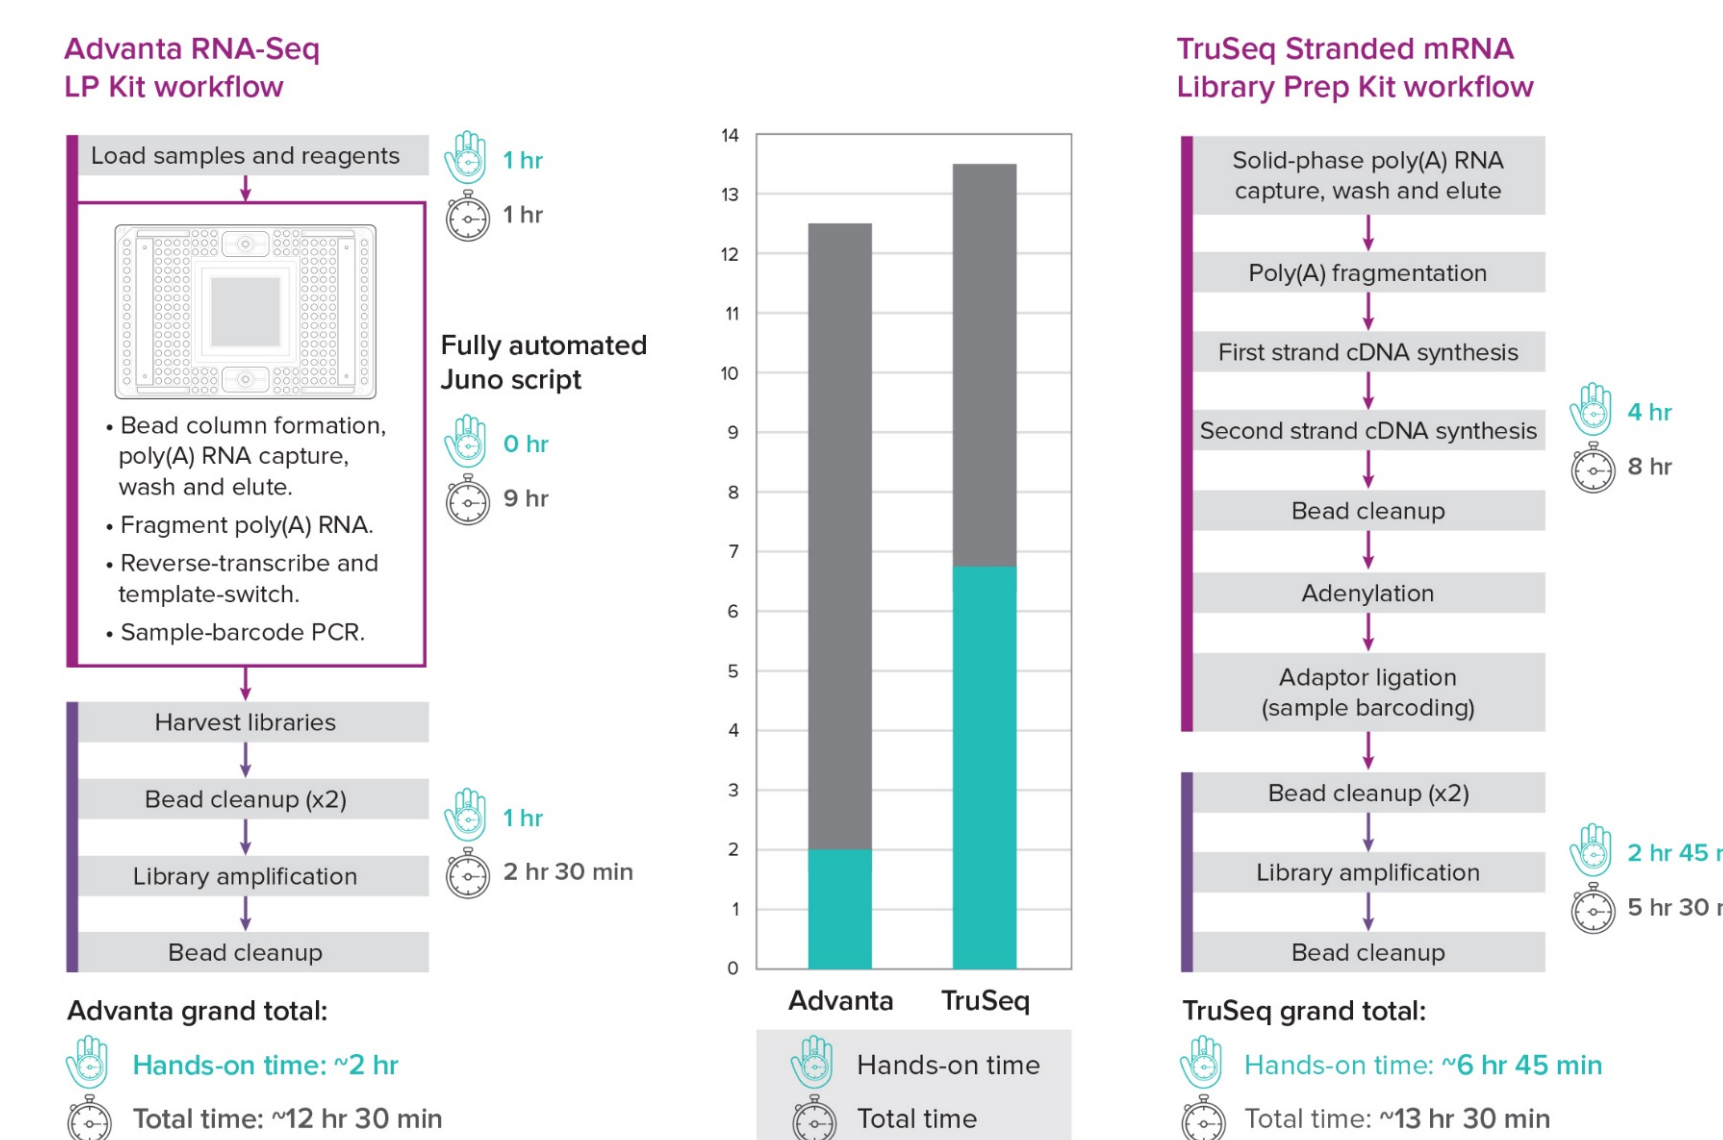 Advanta RNA-Seq
LP Kit workflow
Load samples and reagents
1 hr
1 hr
Fully automated
Juno script
0 hr
9 hr
• Bead column formation,
poly(A) RNA capture,
wash and elute.
• Fragment poly(A) RNA.
• Reverse-transcribe and
template-switch.
• Sample-barcode PCR.
Harvest libraries
Bead cleanup (x2)
1 hr
2 hr 30 min
Library amplification
Bead cleanup
Advanta grand total:
Hands-on time: ~2 hr
Total time: ~12 hr 30 min
14
13
12
11
10
9
8
7
6
5
4
3
2
1
0
Advanta
TruSeq
Hands-on time
Total time
TruSeq Stranded mRNA
Library Prep Kit workflow
Solid-phase poly(A) RNA
capture, wash and elute
Poly(A) fragmentation
First strand cDNA synthesis
Second strand cDNA synthesis
4 hr
8 hr
Bead cleanup
Adenylation
Adaptor ligation
(sample barcoding)
Bead cleanup (x2)
2 hr 45
Library amplification
5 hr 30
Bead cleanup
TruSeq grand total:
Hands-on time: ~6 hr 45 min
Total time: ~13 hr 30 min